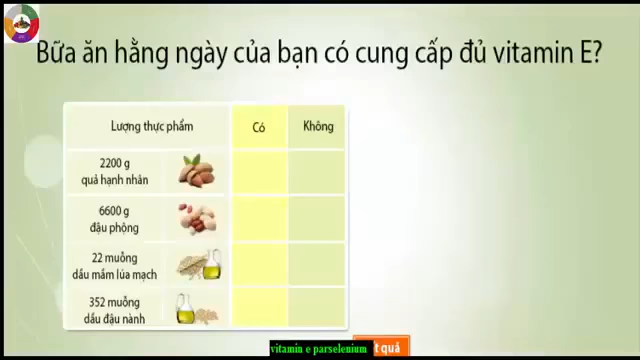 Bữa ăn hằng ngày của bạn có cung cấp đủ vitamin E?
Lượng thực phẩm
Có
Không
2200 g
quả hạnh nhân
6600 g
đậu phộng
22 muỗng
dầu mầm lúa mạch
352 muỗng
dầu đậu nành
vitamin e parselenium
quả